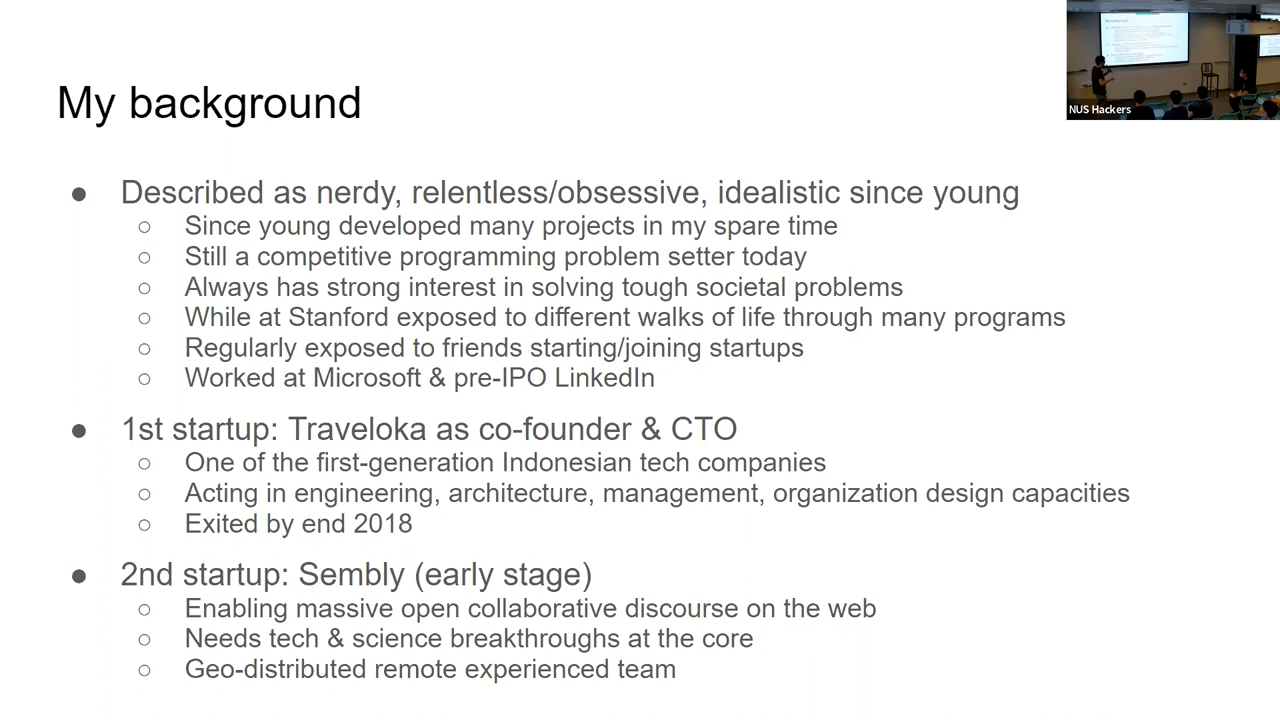 NUS Hackers
My background
● Described as nerdy, relentless/obsessive, idealistic since young
○ Since young developed many projects in my spare time
○ Still a competitive programming problem setter today
○ Always has strong interest in solving tough societal problems
○ While at Stanford exposed to different walks of life through many programs
○ Regularly exposed to friends starting/joining startups
○ Worked at Microsoft & pre-IPO LinkedIn
● 1st startup: Traveloka as co-founder & CTO
○ One of the first-generation Indonesian tech companies
○ Acting in engineering, architecture, management, organization design capacities
○ Exited by end 2018
● 2nd startup: Sembly (early stage)
○ Enabling massive open collaborative discourse on the web
○ Needs tech & science breakthroughs at the core
○ Geo-distributed remote experienced team